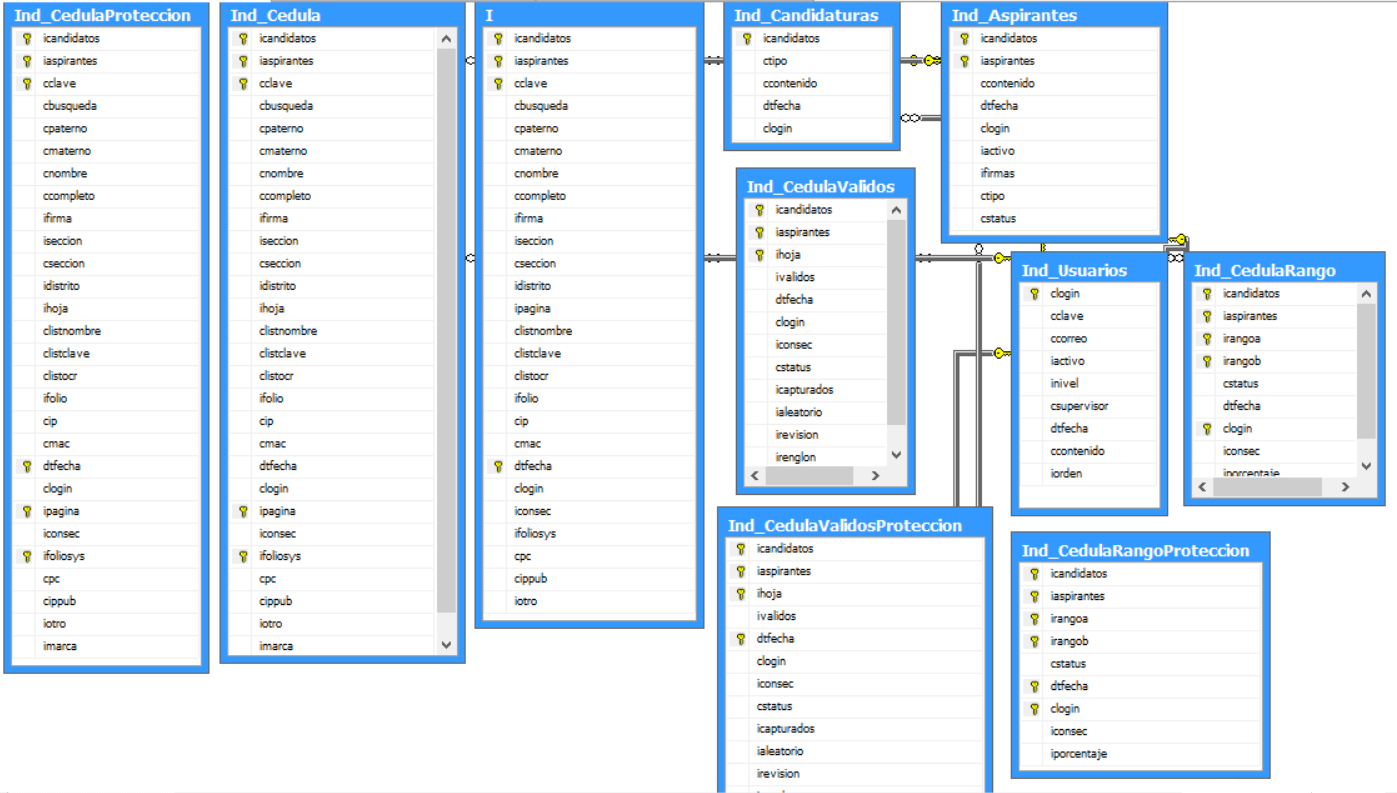 Ind_CedulaProteccion
icandidatos
iaspirantes
cclave
cbusqueda
cpaterno
cmaterno
cnombre
ccompleto
ifirma
iseccion
cseccion
idistrito
ihoja
clistnombre
clistclave
clistocr
ifolio
cip
cmac
dtfecha
clogin
ipagina
iconsec
ifoliosys
cpc
cippub
iotro
imarca
Ind_Cedula
icandidatos
iaspirantes
cclave
cbusqueda
cpaterno
cmaterno
cnombre
ccompleto
ifirma
iseccion
cseccion
idistrito
ihoja
clistnombre
clistclave
clistocr
ifolio
cip
cmac
dtfecha
clogin
ipagina
iconsec
ifoliosys
cpc
cippub
iotro
imarca
I
icandidatos
iaspirantes
cclave
cbusqueda
cpaterno
cmaterno
cnombre
ccompleto
ifirma
iseccion
cseccion
idistrito
ipagina
clistnombre
clistclave
clistocr
ifolio
cip
cmac
dtfecha
clogin
iconsec
ifoliosys
cpc
cippub
iotro
Ind_Candidaturas
icandidatos
ctipo
ccontenido
dtfecha
clogin
Ind_Aspirantes
icandidatos
iaspirantes
ccontenido
dtfecha
clogin
iactivo
ifirmas
ctipo
cstatus
Ind_CedulaValidos
icandidatos
iaspirantes
ihoja
ivalidos
dtfecha
clogin
iconsec
cstatus
icapturados
ialeatorio
irevision
irenglon
Ind_Usuarios
clogin
cclave
ccorreo
iactivo
inivel
csupervisor
dtfecha
ccontenido
iorden
Ind_CedulaRango
icandidatos
iaspirantes
irangoa
irangob
cstatus
dtfecha
clogin
iconsec
iporcentaje
Ind_CedulaValidosProteccion
icandidatos
iaspirantes
ihoja
ivalidos
dtfecha
clogin
iconsec
cstatus
icapturados
ialeatorio
irevision
Ind_CedulaRangoProteccion
icandidatos
iaspirantes
irangoa
irangob
cstatus
dtfecha
clogin
iconsec
iporcentaje